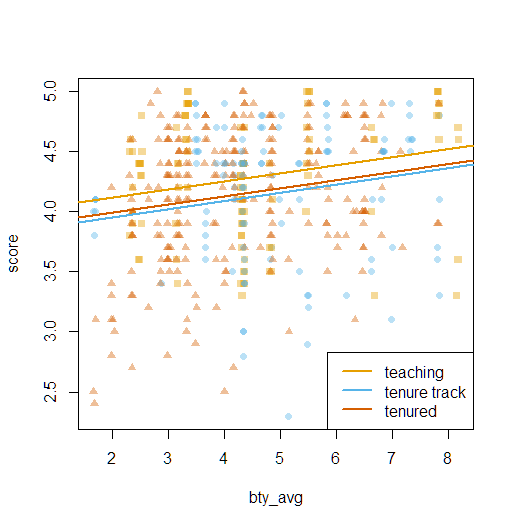 5.0
4.5
4.0
3.5
3.0
2.5
score
teaching
tenure track
tenured
2 3 4 5 6 7 8
bty_avg